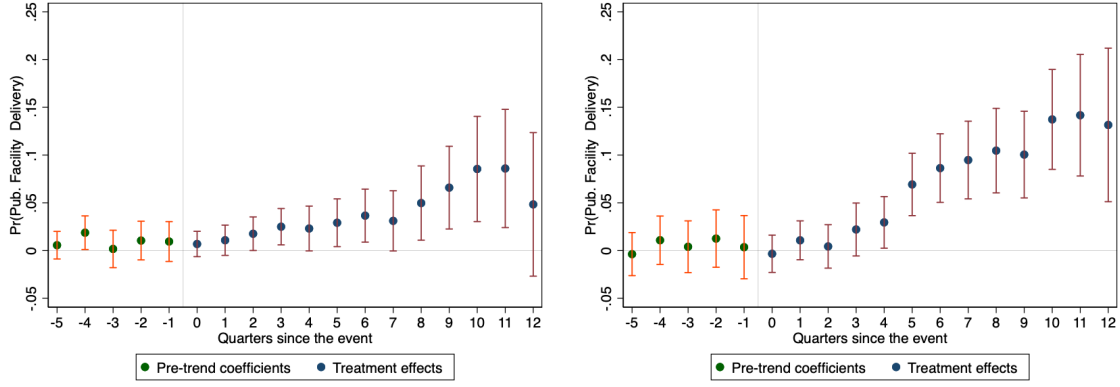 Pr(Pub. Facility Delivery)
.25
.2
.15
.1
.05
0
-.05
-5 -4 -3 -2 -1 0 1 2 3 4 5 6 7 8 9 10 11 12
Quarters since the event
Pre-trend coefficients Treatment effects
Pr(Pub. Facility Delivery)
.25
.2
.15
.1
.05
0
-.05
-5 -4 -3 -2 -1 0 1 2 3 4 5 6 7 8 9 10 11 12
Quarters since the event
Pre-trend coefficients Treatment effects